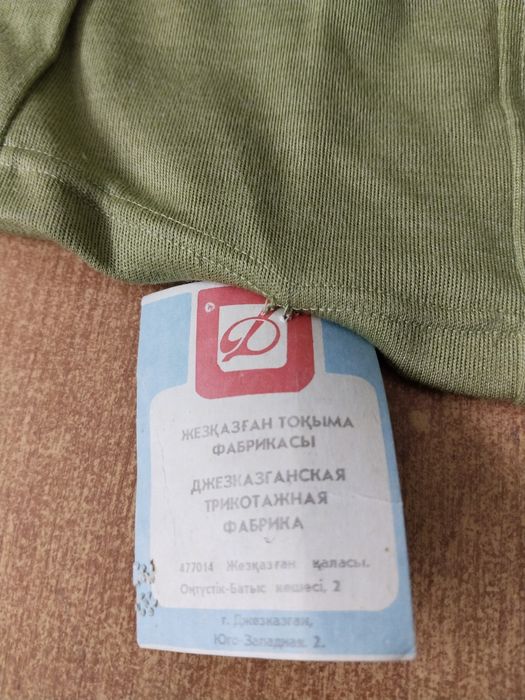 Д
ЖЕЗҚАЗҒАН ТОҚЫМА
ФАБРИКАСЫ
ДЖЕЗКАЗГАНСКАЯ
ТРИКОТАЖНАЯ
ФАБРИКА
477014 Жезқазған қаласы.
Оңтүстік-Батыс көшесі, 2
г. Джезказган,
Юго-Западная 2.